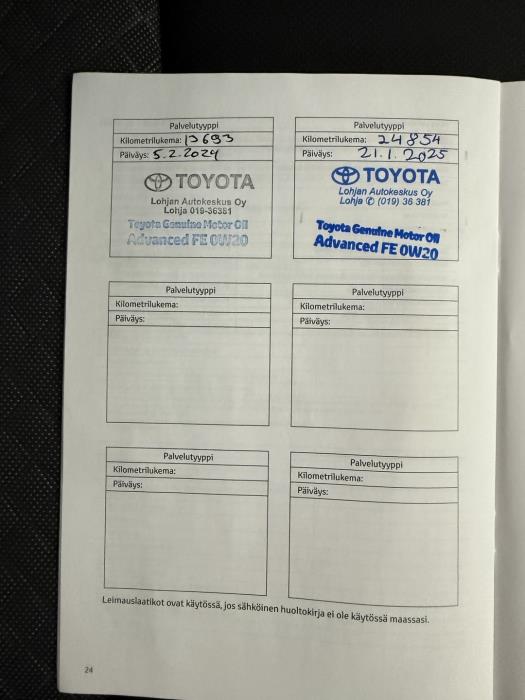 Palvelutyyppi
Kilometrilukema: 13693
Päiväys: 5.2.2024
TOYOTA
Lohjan Autokeskus Oy
Lohja 019-36381
Toyota Genuine Motor Oil
Advanced FE 0W20
Palvelutyyppi
Kilometrilukema: 24854
Päiväys: 21.1.2025
TOYOTA
Lohjan Autokeskus Oy
Lohja ✆ (019) 36 381
Toyota Genuine Motor Oil
Advanced FE 0W20
Palvelutyyppi
Kilometrilukema:
Päiväys:
Palvelutyyppi
Kilometrilukema:
Päiväys:
Palvelutyyppi
Kilometrilukema:
Päiväys:
Palvelutyyppi
Kilometrilukema:
Päiväys:
Leimauslaatikot ovat käytössä, jos sähköinen huoltokirja ei ole käytössä maassasi.
24